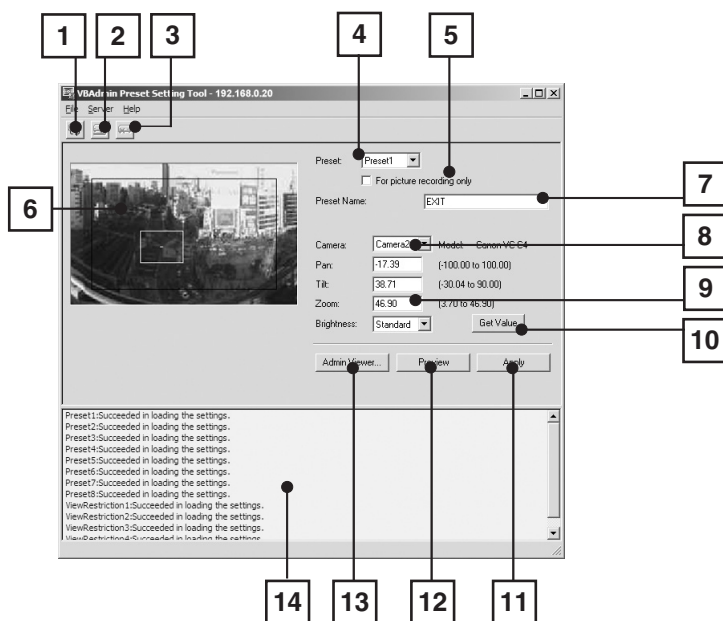 1 2 3 4 5
VBAdmin Preset Setting Tool - 192.168.0.20
File Server Help
Preset: Preset1
For picture recording only
6
7
Preset Name: EXIT
8
Camera: Camera2 Model: Canon VC-C4
Pan: -17.39 (-100.00 to 100.00)
Tilt: 38.71 (-30.04 to 90.00)
9
Zoom: 46.90 (3.70 to 46.90)
Brightness: Standard Get Value
10
Admin Viewer... Preview Apply
Preset1:Succeeded in loading the settings.
Preset2:Succeeded in loading the settings.
Preset3:Succeeded in loading the settings.
Preset4:Succeeded in loading the settings.
Preset5:Succeeded in loading the settings.
Preset6:Succeeded in loading the settings.
Preset7:Succeeded in loading the settings.
Preset8:Succeeded in loading the settings.
ViewRestriction1:Succeeded in loading the settings.
ViewRestriction2:Succeeded in loading the settings.
ViewRestriction3:Succeeded in loading the settings.
ViewRestriction4:Succeeded in loading the settings.
14 13 12 11